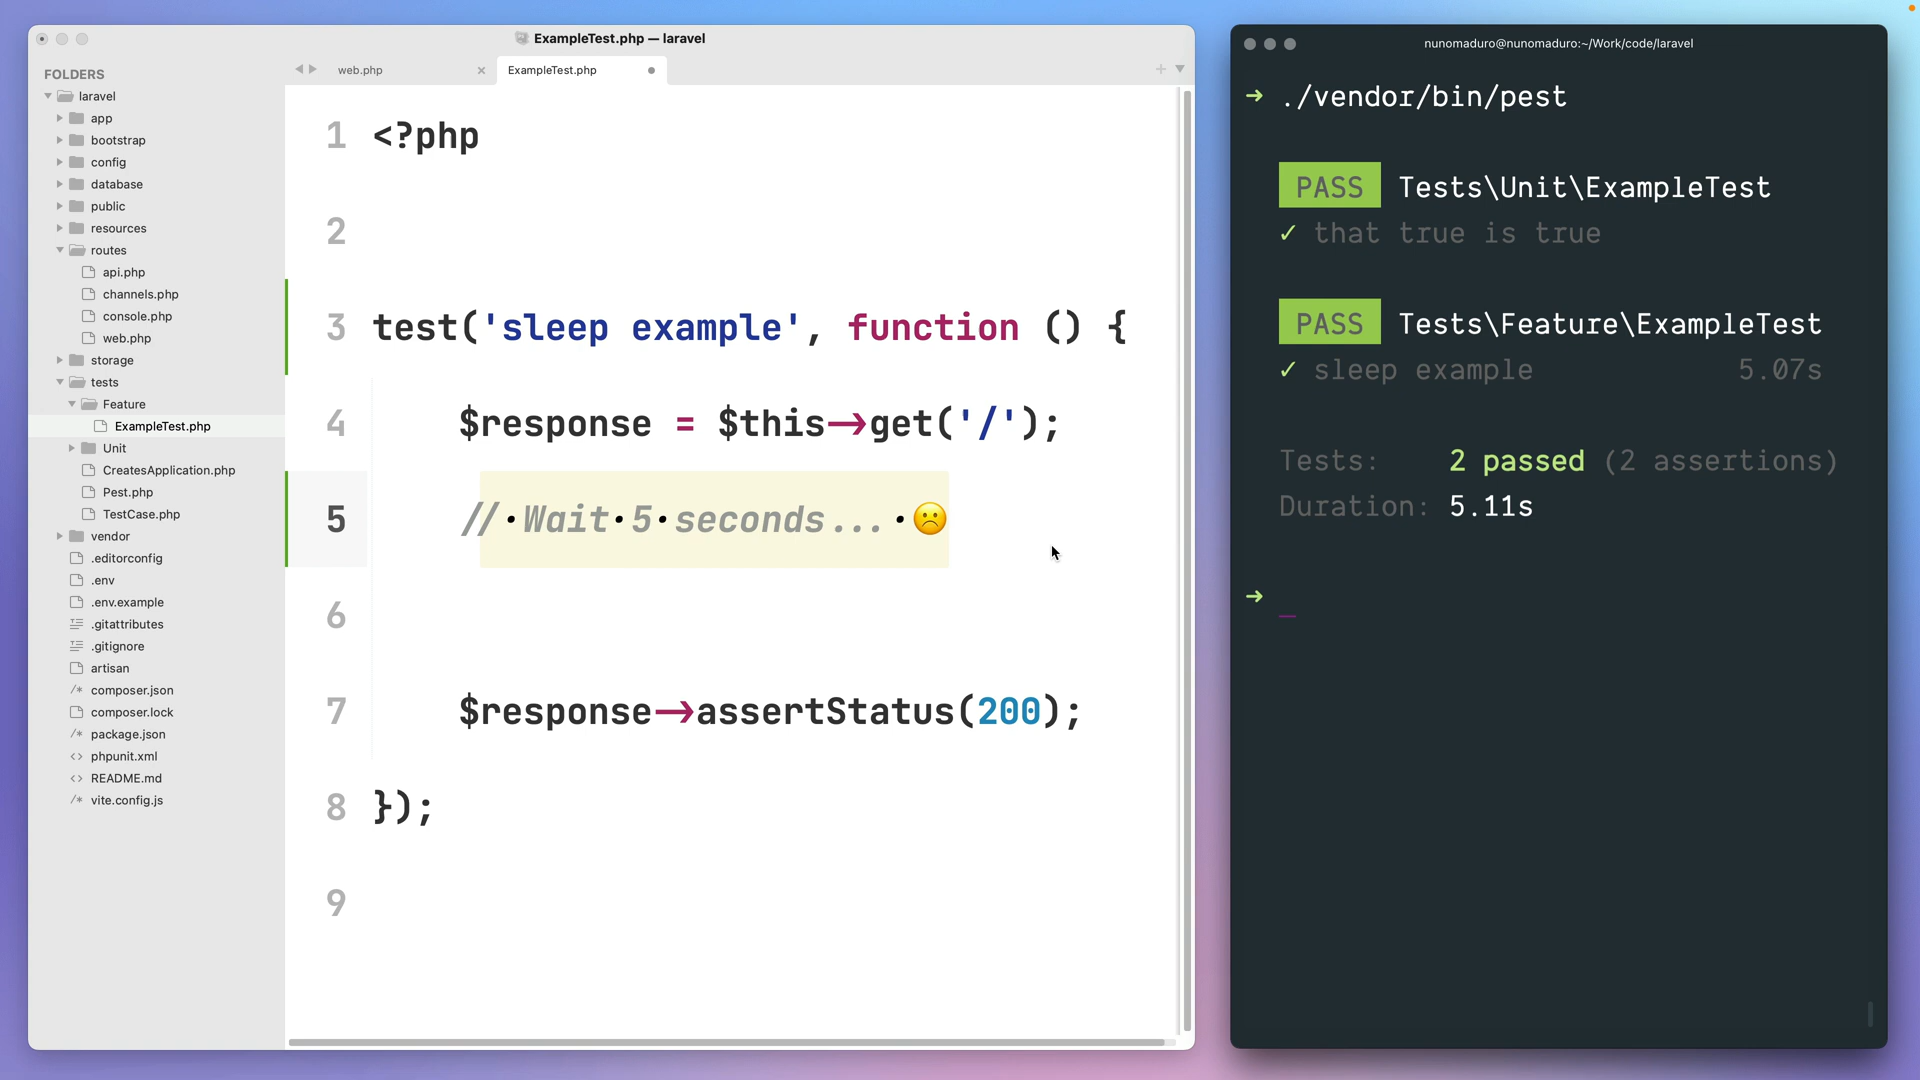 ExampleTest.php — laravel
FOLDERS
laravel
app
bootstrap
config
database
public
resources
routes
api.php
channels.php
console.php
web.php
storage
tests
Feature
ExampleTest.php
Unit
CreatesApplication.php
Pest.php
TestCase.php
vendor
.editorconfig
.env
.env.example
.gitattributes
.gitignore
artisan
/* composer.json
composer.lock
/* package.json
<> phpunit.xml
<> README.md
/* vite.config.js
web.php ×
ExampleTest.php
1 <?php
2
3 test('sleep example', function () {
4 $response = $this->get('/');
5 //·Wait·5·seconds...·☹️
6
7 $response->assertStatus(200);
8 });
9
nunomaduro@nunomaduro:~/Work/code/laravel
➜ ./vendor/bin/pest
PASS Tests\Unit\ExampleTest
✓ that true is true
PASS Tests\Feature\ExampleTest
✓ sleep example 5.07s
Tests: 2 passed (2 assertions)
Duration: 5.11s
➜ _